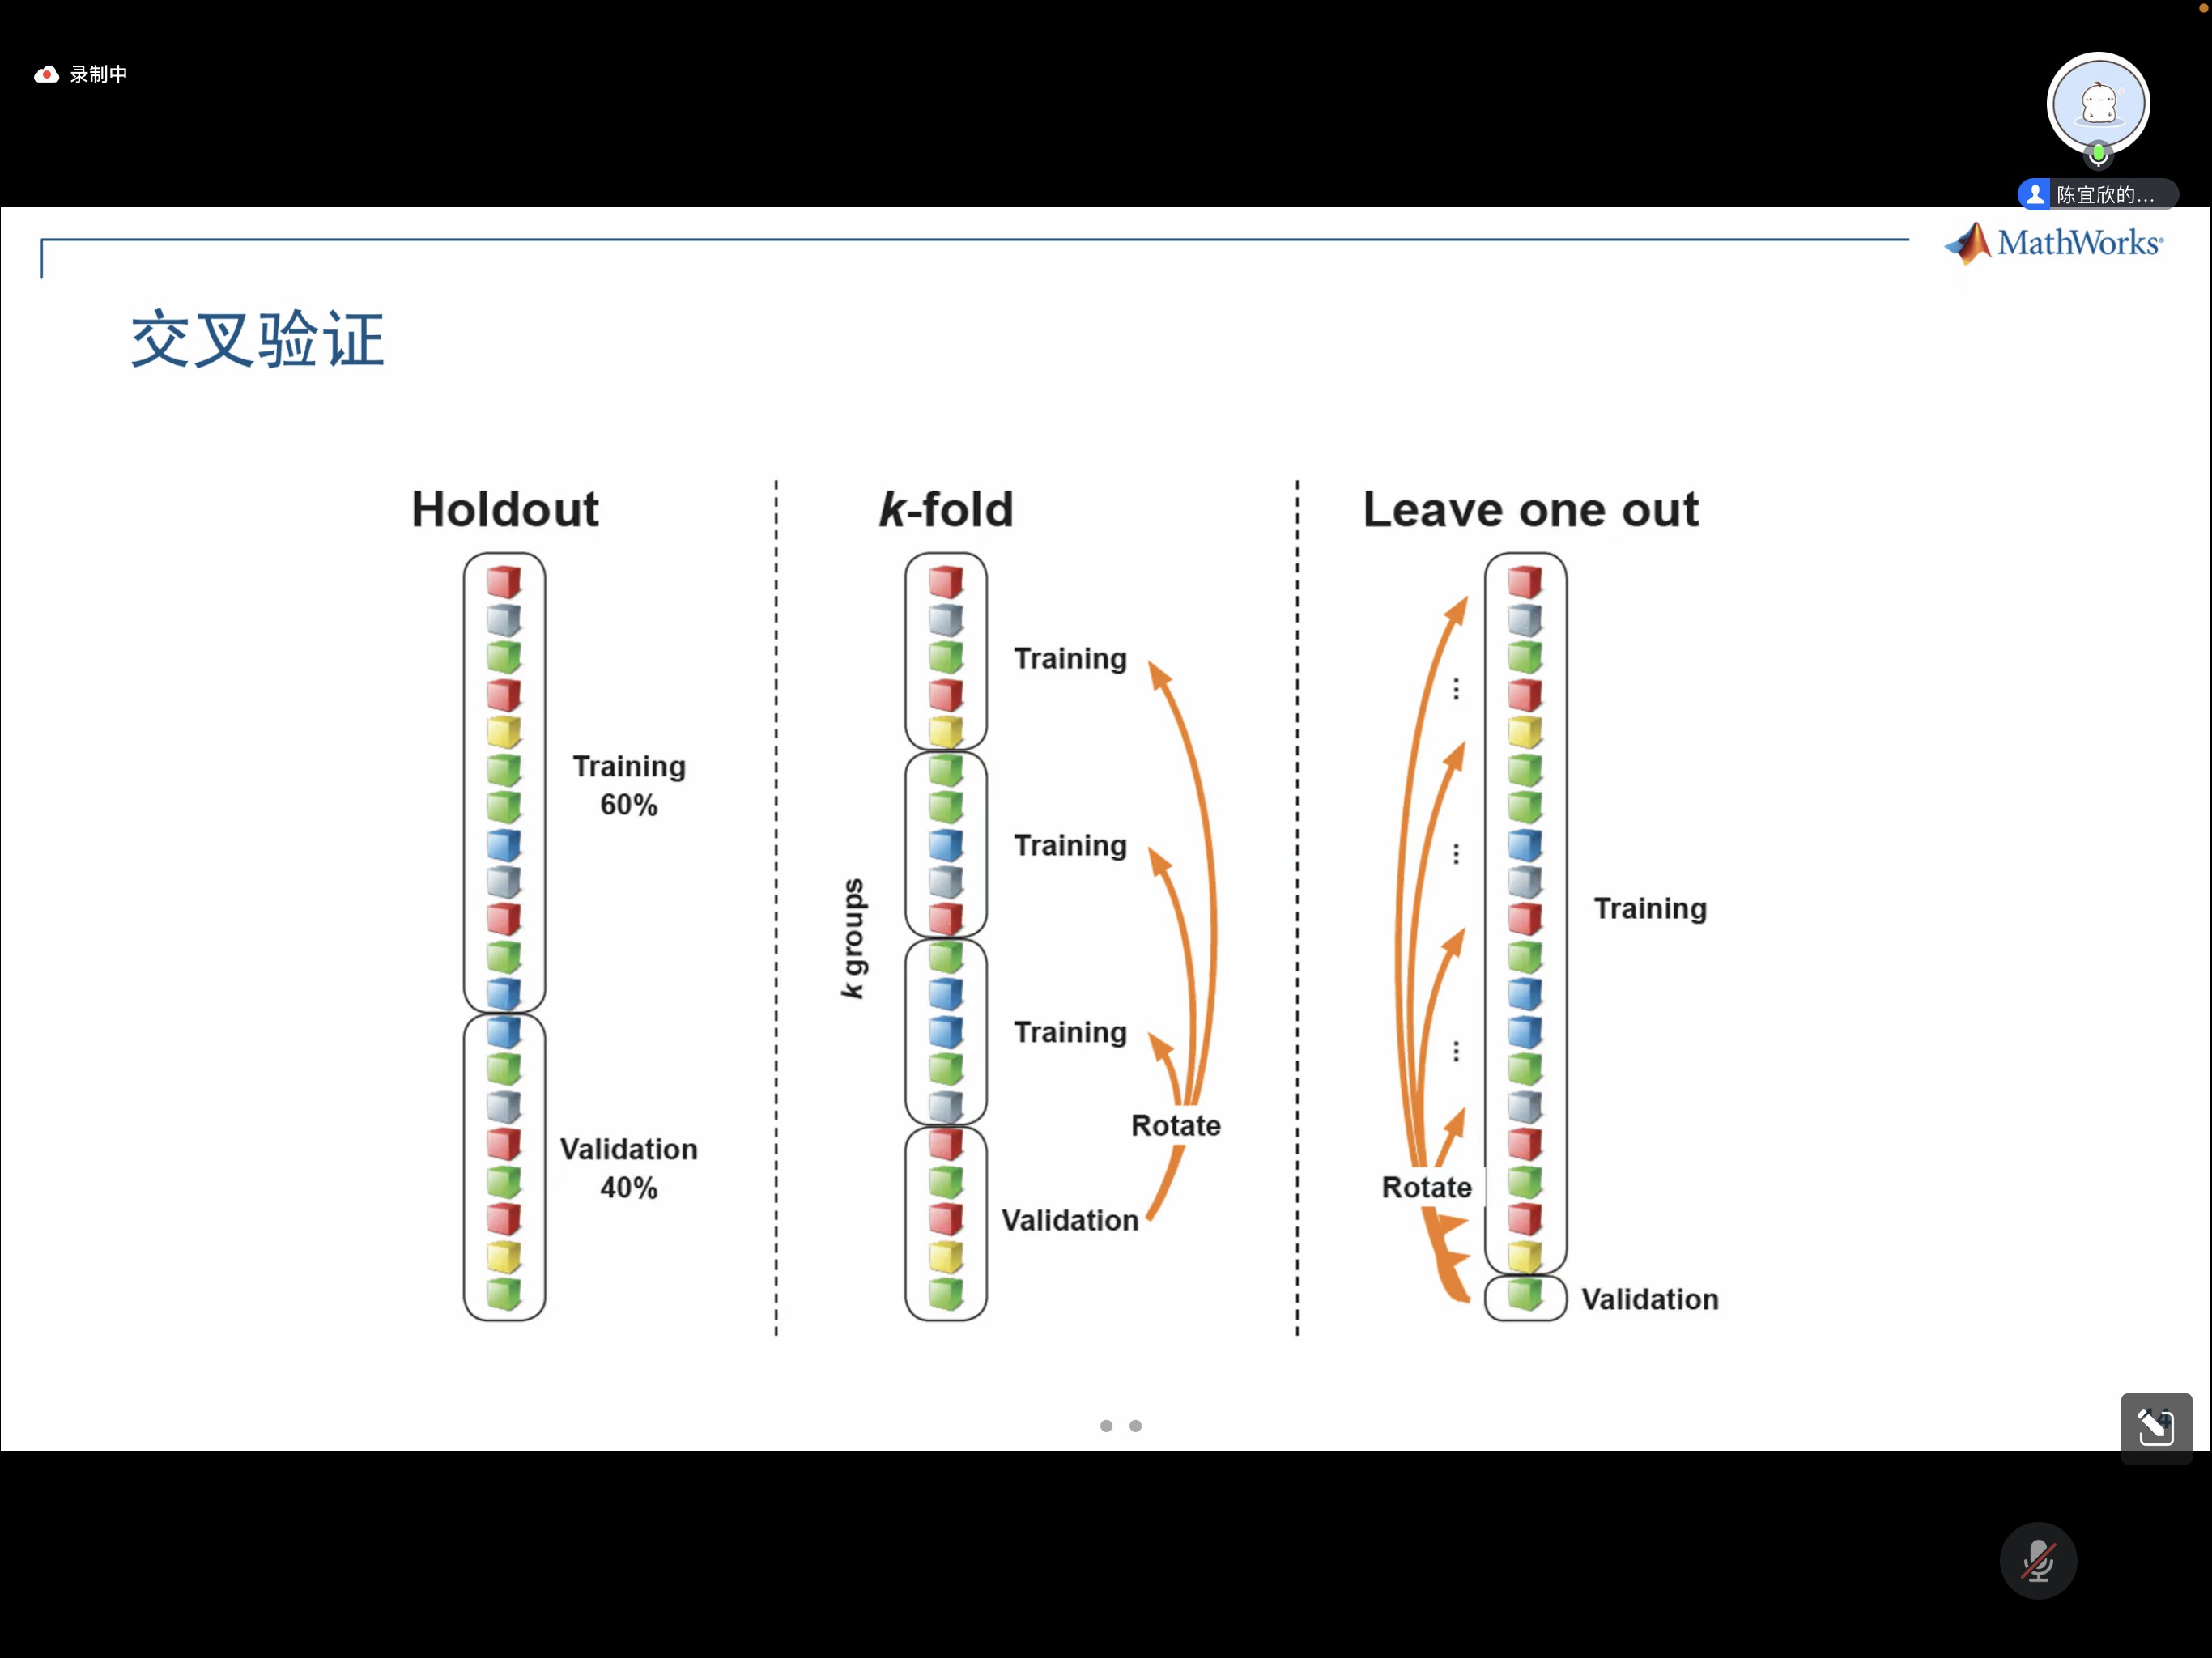 录制中
陈宜欣的...
MathWorks®
交叉验证
Holdout
Training
60%
Validation
40%
k-fold
k groups
Training
Training
Training
Rotate
Validation
Leave one out
Training
Rotate
Validation